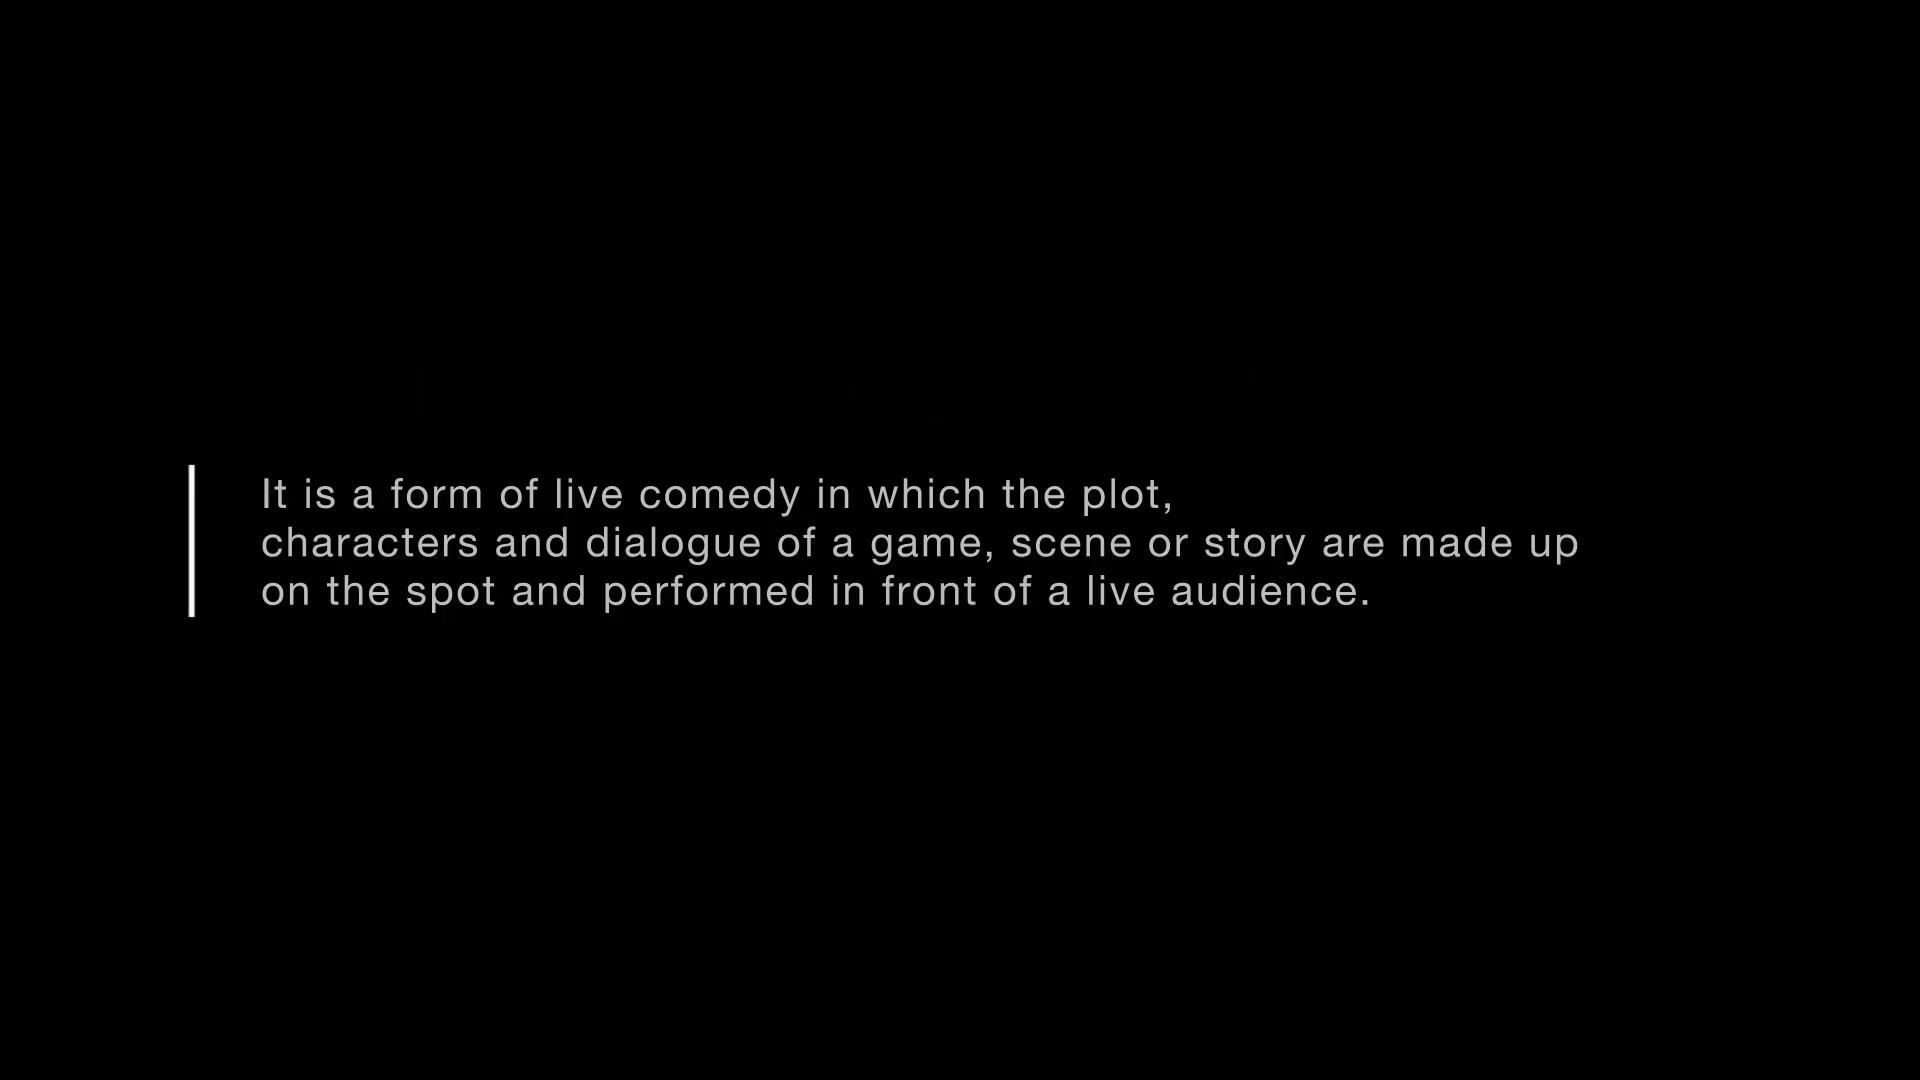 It is a form of live comedy in which the plot,
characters and dialogue of a game, scene or story are made up
on the spot and performed in front of a live audience.